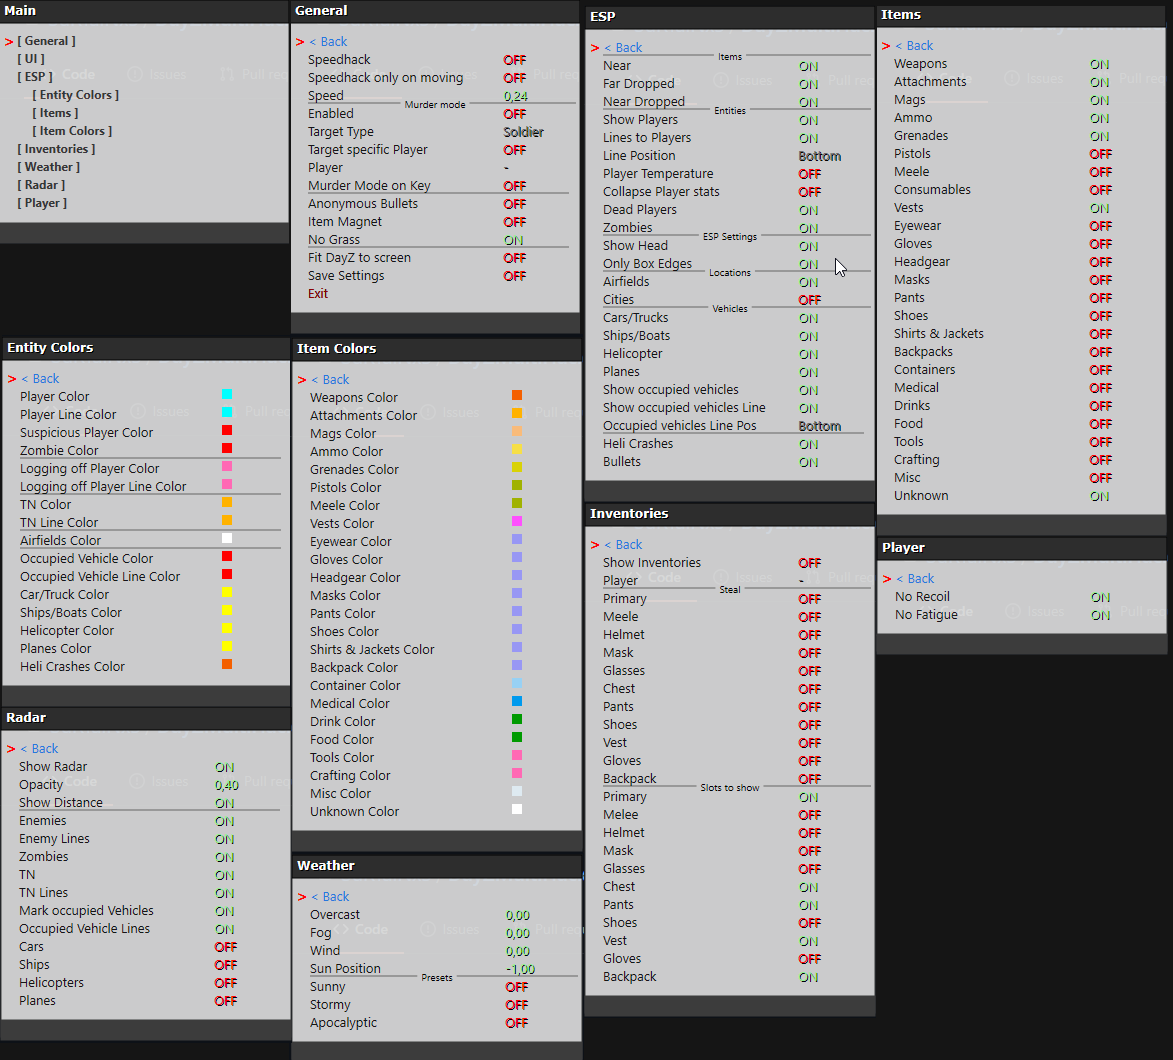 Main
> [ General ]
[ UI ]
[ ESP ]
[ Entity Colors ]
[ Items ]
[ Item Colors ]
[ Inventories ]
[ Weather ]
[ Radar ]
[ Player ]
General
> < Back
Speedhack OFF
Speedhack only on moving OFF
Speed 0,24
Murder mode
Enabled OFF
Target Type Soldier
Target specific Player OFF
Player -
Murder Mode on Key OFF
Anonymous Bullets OFF
Item Magnet OFF
No Grass ON
Fit DayZ to screen OFF
Save Settings OFF
Exit
ESP
> < Back
Items
Near ON
Far Dropped ON
Near Dropped ON
Entities
Show Players ON
Lines to Players ON
Line Position Bottom
Player Temperature OFF
Collapse Player stats OFF
Dead Players ON
Zombies ON
ESP Settings
Show Head ON
Only Box Edges ON
Locations
Airfields ON
Cities OFF
Vehicles
Cars/Trucks ON
Ships/Boats ON
Helicopter ON
Planes ON
Show occupied vehicles ON
Show occupied vehicles Line ON
Occupied vehicles Line Pos Bottom
Heli Crashes ON
Bullets ON
Items
> < Back
Weapons ON
Attachments ON
Mags ON
Ammo ON
Grenades ON
Pistols OFF
Meele OFF
Consumables OFF
Vests ON
Eyewear OFF
Gloves OFF
Headgear OFF
Masks OFF
Pants OFF
Shoes OFF
Shirts & Jackets OFF
Backpacks OFF
Containers OFF
Medical OFF
Drinks OFF
Food OFF
Tools OFF
Crafting OFF
Misc OFF
Unknown ON
Entity Colors
> < Back
Player Color
Player Line Color
Suspicious Player Color
Zombie Color
Logging off Player Color
Logging off Player Line Color
TN Color
TN Line Color
Airfields Color
Occupied Vehicle Color
Occupied Vehicle Line Color
Car/Truck Color
Ships/Boats Color
Helicopter Color
Planes Color
Heli Crashes Color
Item Colors
> < Back
Weapons Color
Attachments Color
Mags Color
Ammo Color
Grenades Color
Pistols Color
Meele Color
Vests Color
Eyewear Color
Gloves Color
Headgear Color
Masks Color
Pants Color
Shoes Color
Shirts & Jackets Color
Backpack Color
Container Color
Medical Color
Drink Color
Food Color
Tools Color
Crafting Color
Misc Color
Unknown Color
Inventories
> < Back
Show Inventories OFF
Player -
Steal
Primary OFF
Meele OFF
Helmet OFF
Mask OFF
Glasses OFF
Chest OFF
Pants OFF
Shoes OFF
Vest OFF
Gloves OFF
Backpack OFF
Slots to show
Primary ON
Melee OFF
Helmet OFF
Mask OFF
Glasses OFF
Chest ON
Pants ON
Shoes OFF
Vest ON
Gloves OFF
Backpack ON
Player
> < Back
No Recoil ON
No Fatigue ON
Radar
> < Back
Show Radar ON
Opacity 0,40
Show Distance ON
Enemies ON
Enemy Lines ON
Zombies ON
TN ON
TN Lines ON
Mark occupied Vehicles ON
Occupied Vehicle Lines ON
Cars OFF
Ships OFF
Helicopters OFF
Planes OFF
Weather
> < Back
Overcast 0,00
Fog 0,00
Wind 0,00
Sun Position -1,00
Presets
Sunny OFF
Stormy OFF
Apocalyptic OFF